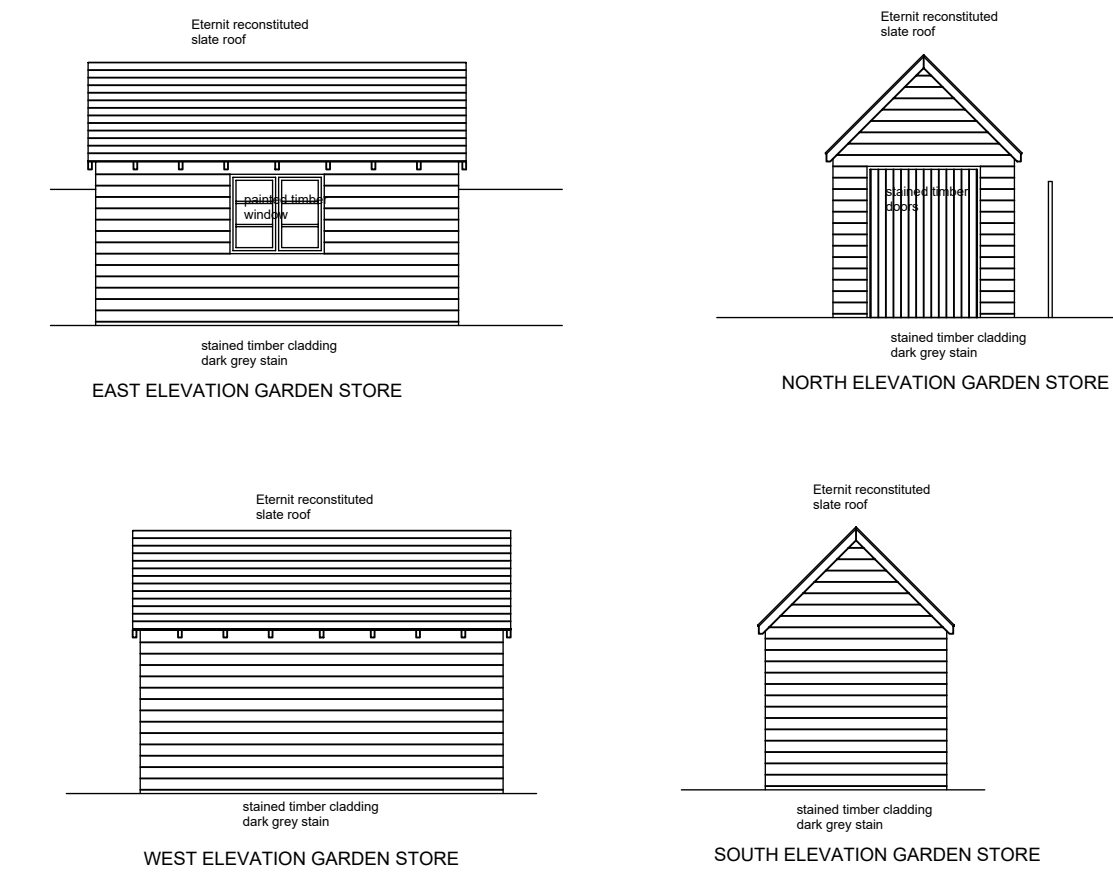 Eternit reconstituted
slate roof
painted timber
window
stained timber cladding
dark grey stain
EAST ELEVATION GARDEN STORE
Eternit reconstituted
slate roof
stained timber
doors
stained timber cladding
dark grey stain
NORTH ELEVATION GARDEN STORE
Eternit reconstituted
slate roof
stained timber cladding
dark grey stain
WEST ELEVATION GARDEN STORE
Eternit reconstituted
slate roof
stained timber cladding
dark grey stain
SOUTH ELEVATION GARDEN STORE